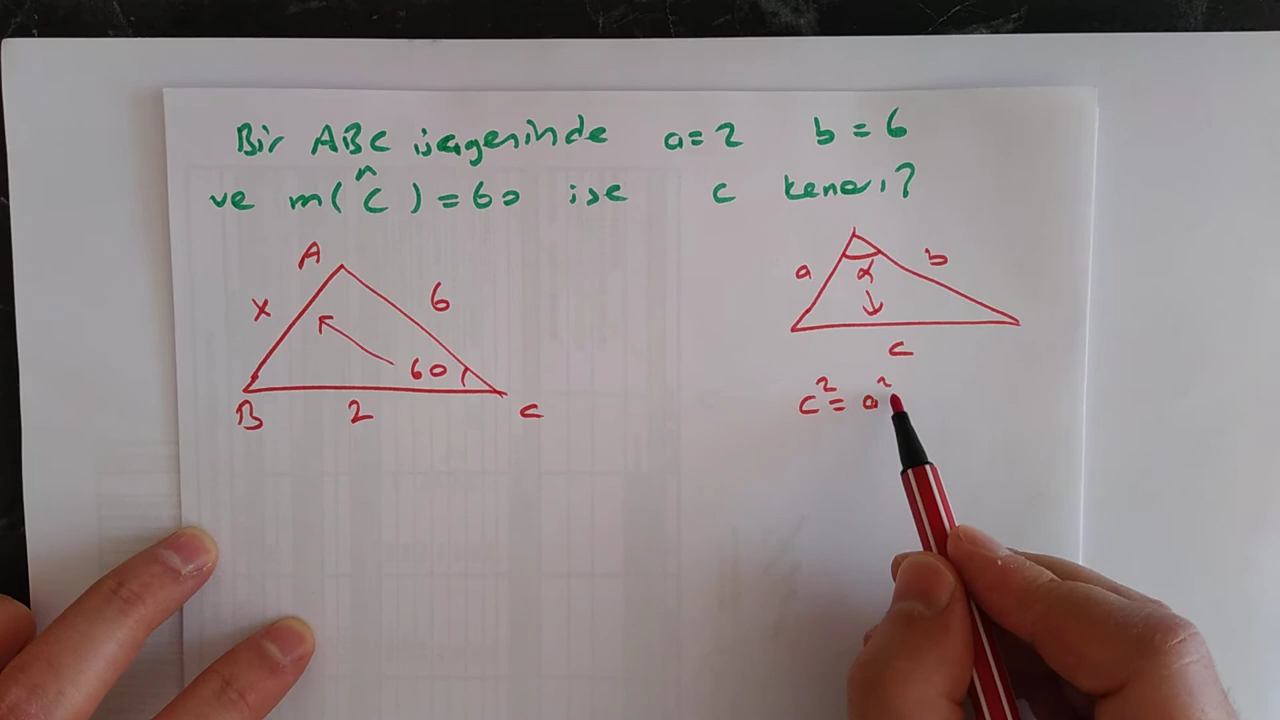 Bir ABC üçgeninde a=2 b=6
ve m(Ĉ)=60 ise c kenarı?
A
x
6
60
B
2
C
a
α
b
c
c²= a²